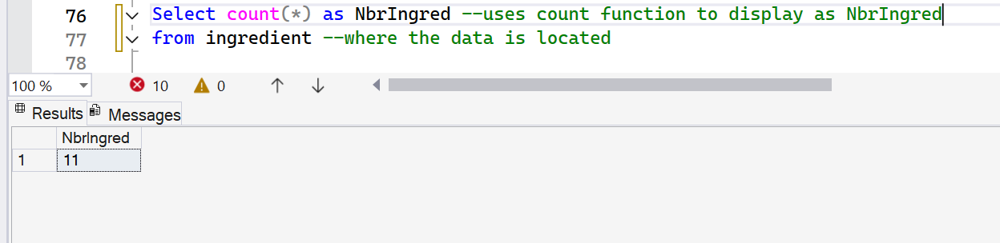 76 Select count(*) as NbrIngred --uses count function to display as NbrIngred
77 from ingredient --where the data is located
78
100 % 10 0
Results Messages
NbrIngred
1 11